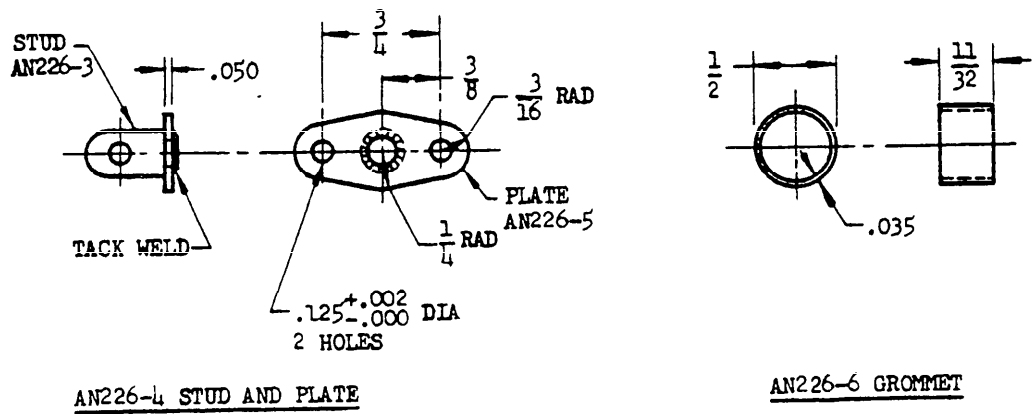 STUD
AN226-3
.050
3/4
3/8
3/16 RAD
PLATE
AN226-5
1/4 RAD
TACK WELD
.125 +.002 -.000 DIA
2 HOLES
AN226-4 STUD AND PLATE
1/2
11/32
.035
AN226-6 GROMMET